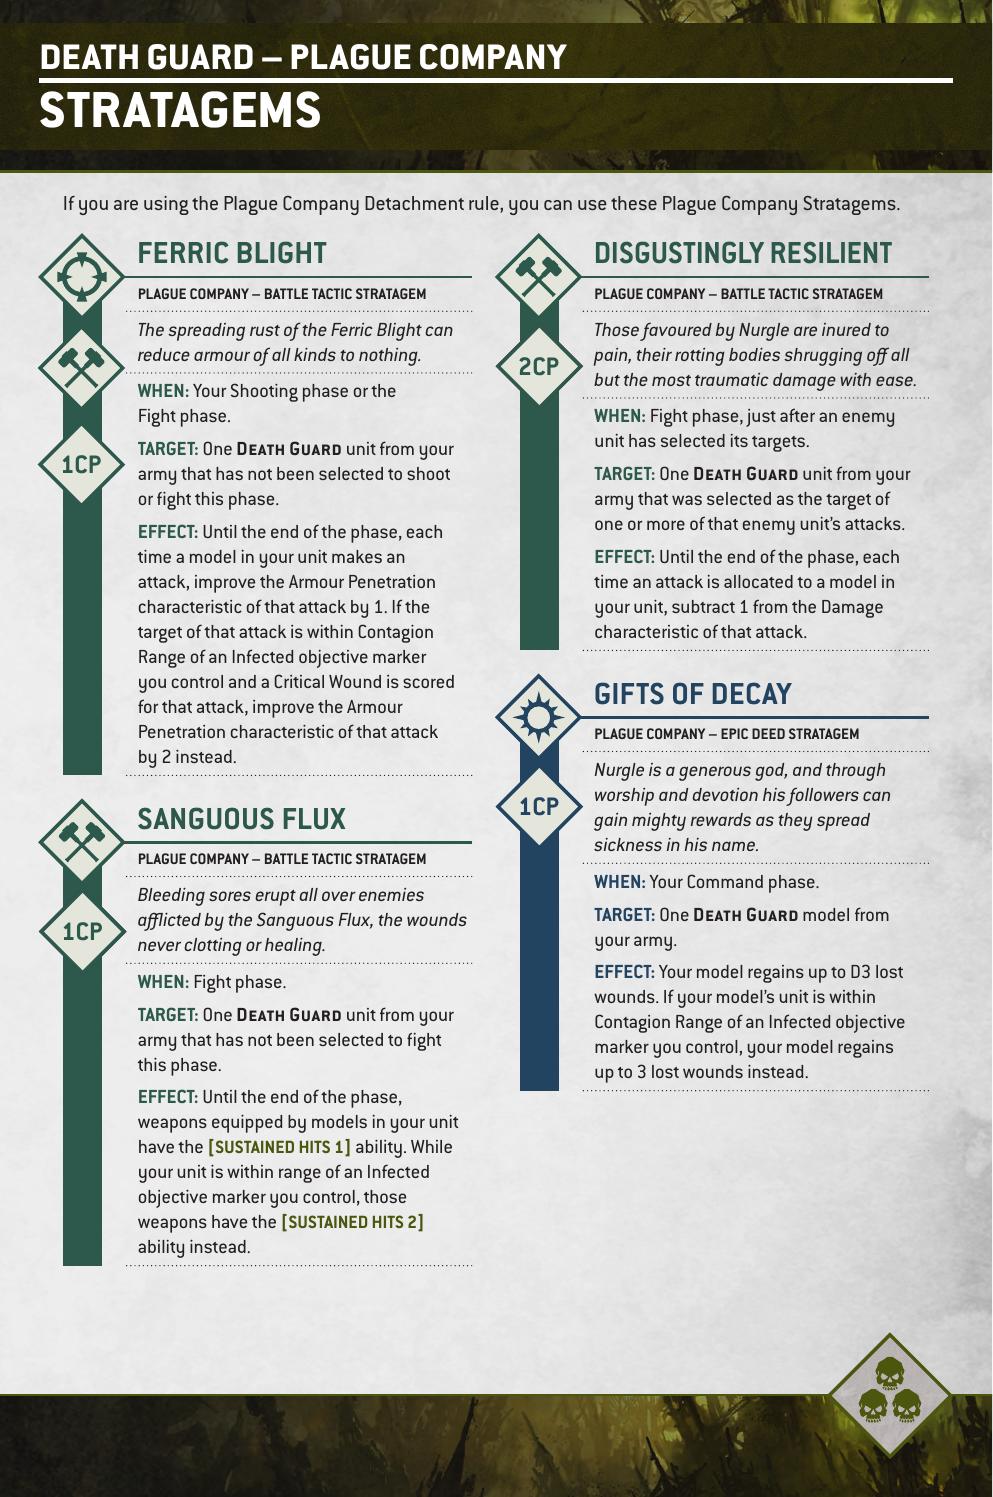 DEATH GUARD – PLAGUE COMPANY
STRATAGEMS
If you are using the Plague Company Detachment rule, you can use these Plague Company Stratagems.
FERRIC BLIGHT
PLAGUE COMPANY – BATTLE TACTIC STRATAGEM
The spreading rust of the Ferric Blight can
reduce armour of all kinds to nothing.
WHEN: Your Shooting phase or the
Fight phase.
1CP
TARGET: One DEATH GUARD unit from your
army that has not been selected to shoot
or fight this phase.
EFFECT: Until the end of the phase, each
time a model in your unit makes an
attack, improve the Armour Penetration
characteristic of that attack by 1. If the
target of that attack is within Contagion
Range of an Infected objective marker
you control and a Critical Wound is scored
for that attack, improve the Armour
Penetration characteristic of that attack
by 2 instead.
SANGUOUS FLUX
PLAGUE COMPANY – BATTLE TACTIC STRATAGEM
1CP
Bleeding sores erupt all over enemies
afflicted by the Sanguous Flux, the wounds
never clotting or healing.
WHEN: Fight phase.
TARGET: One DEATH GUARD unit from your
army that has not been selected to fight
this phase.
EFFECT: Until the end of the phase,
weapons equipped by models in your unit
have the [SUSTAINED HITS 1] ability. While
your unit is within range of an Infected
objective marker you control, those
weapons have the [SUSTAINED HITS 2]
ability instead.
DISGUSTINGLY RESILIENT
PLAGUE COMPANY – BATTLE TACTIC STRATAGEM
2CP
Those favoured by Nurgle are inured to
pain, their rotting bodies shrugging off all
but the most traumatic damage with ease.
WHEN: Fight phase, just after an enemy
unit has selected its targets.
TARGET: One DEATH GUARD unit from your
army that was selected as the target of
one or more of that enemy unit's attacks.
EFFECT: Until the end of the phase, each
time an attack is allocated to a model in
your unit, subtract 1 from the Damage
characteristic of that attack.
GIFTS OF DECAY
PLAGUE COMPANY – EPIC DEED STRATAGEM
1CP
Nurgle is a generous god, and through
worship and devotion his followers can
gain mighty rewards as they spread
sickness in his name.
WHEN: Your Command phase.
TARGET: One DEATH GUARD model from
your army.
EFFECT: Your model regains up to D3 lost
wounds. If your model's unit is within
Contagion Range of an Infected objective
marker you control, your model regains
up to 3 lost wounds instead.